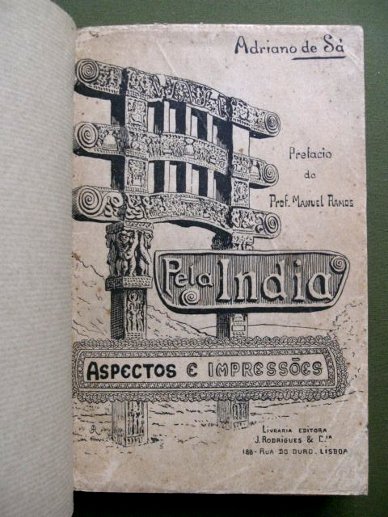 Adriano de Sá
Prefacio
do
Prof. Manuel Ramos
Pela India
ASPECTOS E IMPRESSÕES
LIVRARIA EDITORA
J. RODRIGUES & C.ia
186 - RUA DO OURO. LISBOA